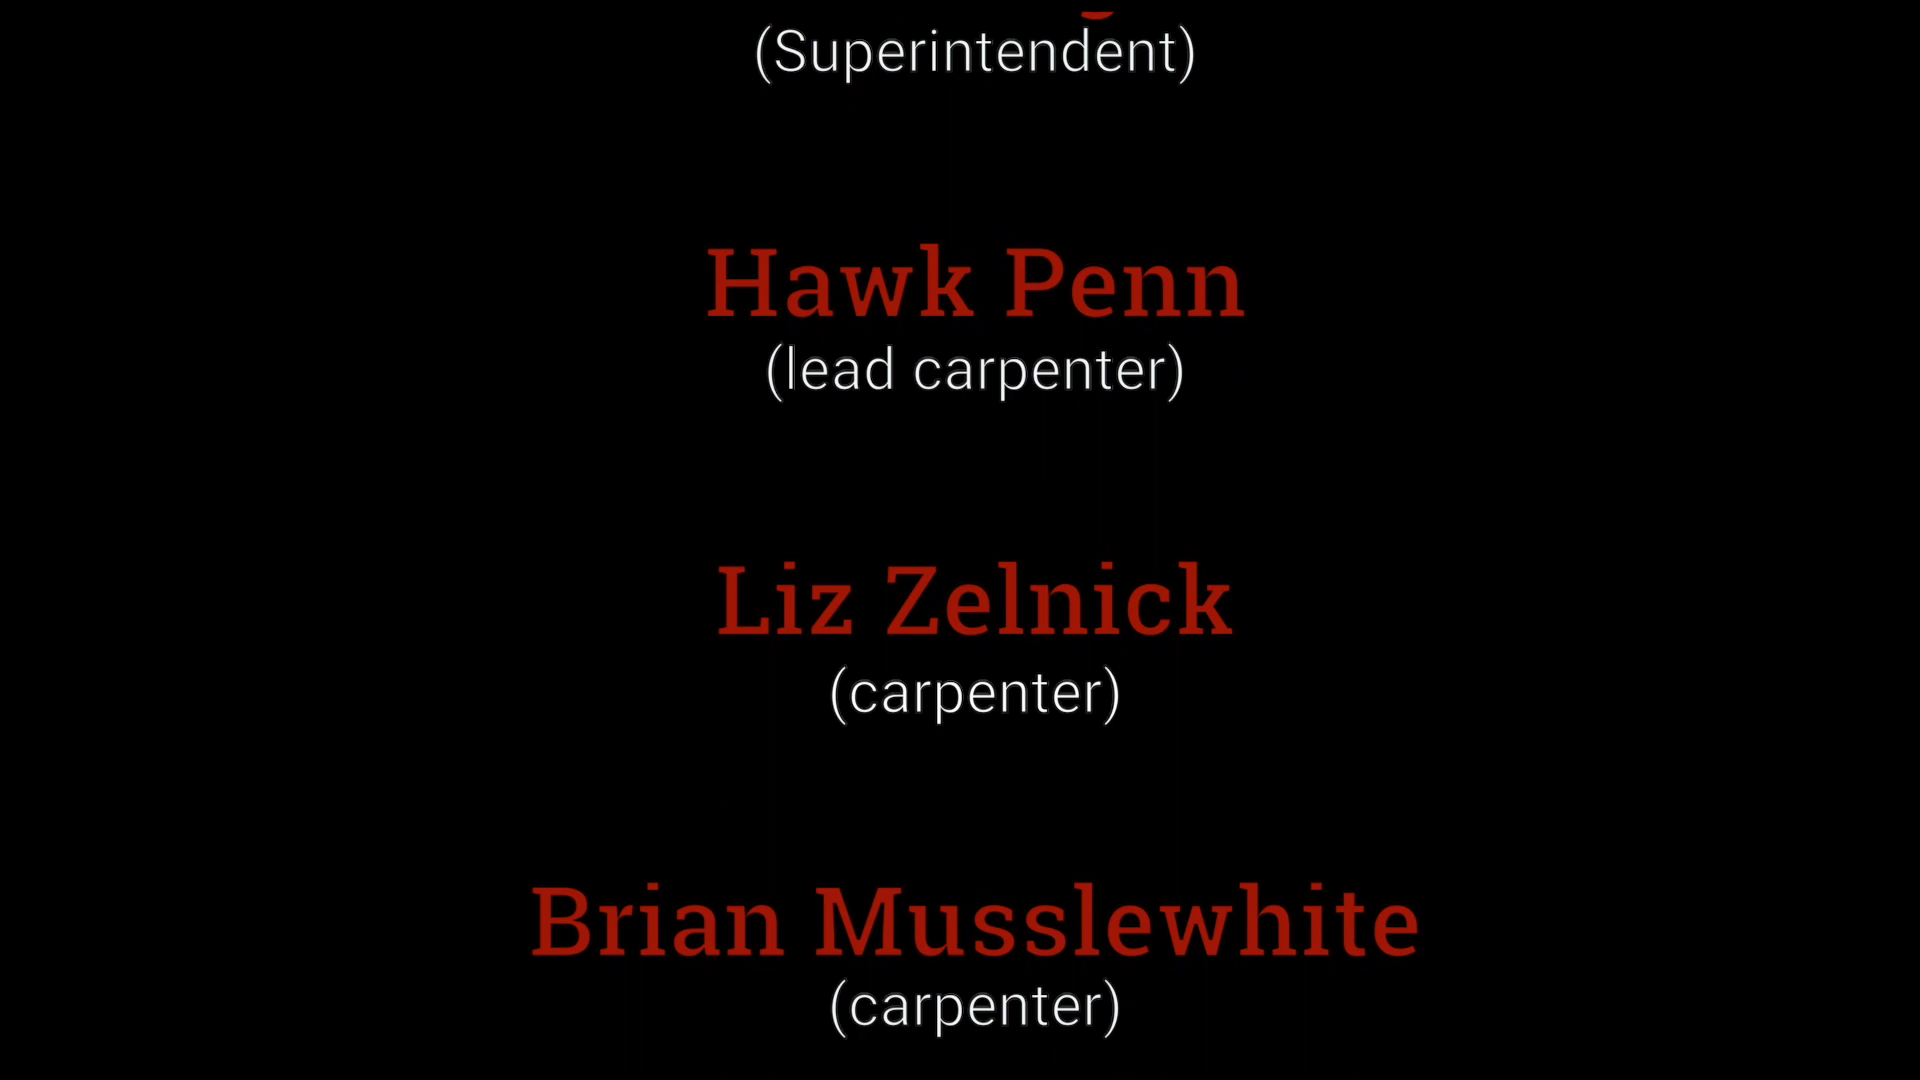 (Superintendent)
Hawk Penn
(lead carpenter)
Liz Zelnick
(carpenter)
Brian Musslewhite
(carpenter)